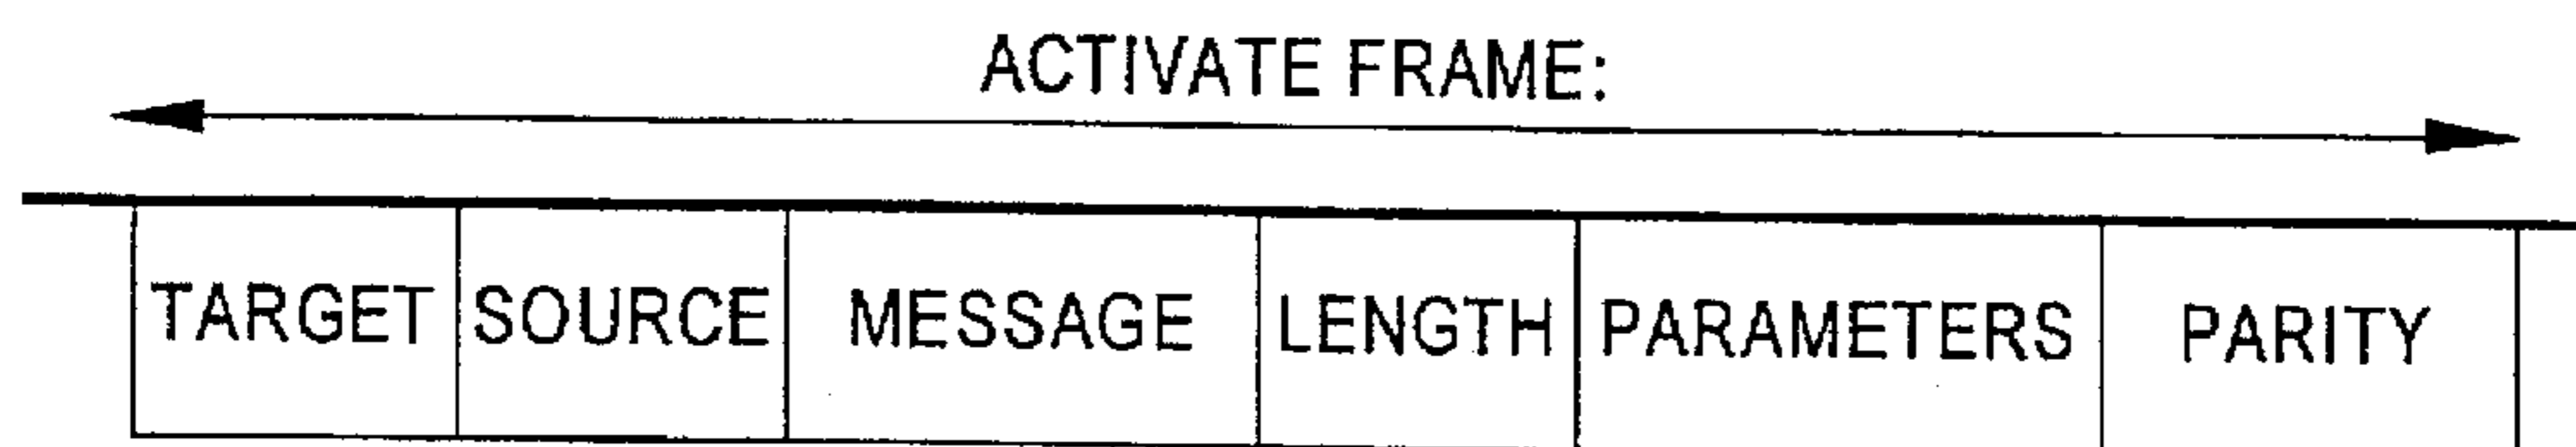 ACTIVATE FRAME:
TARGET SOURCE MESSAGE LENGTH PARAMETERS PARITY